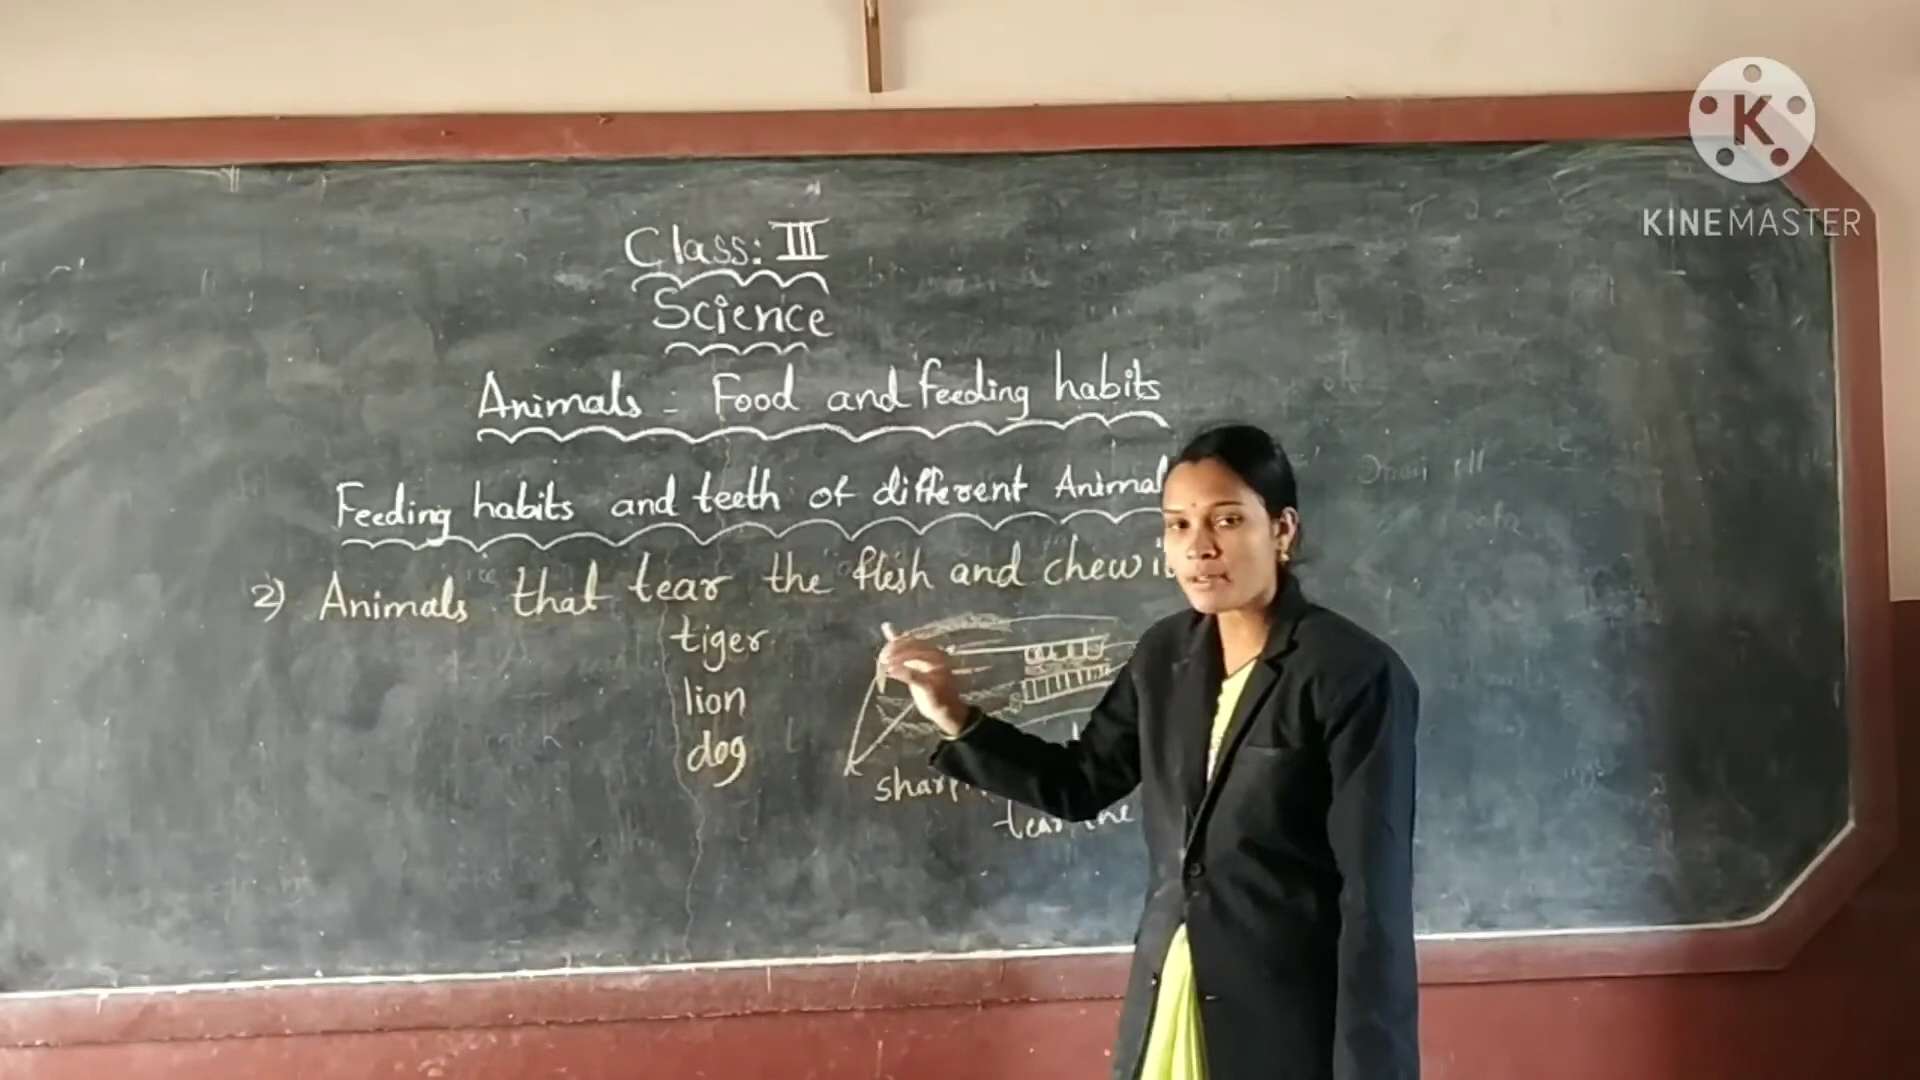 KINEMASTER
Class: III
Science
Animals - Food and feeding habits
Feeding habits and teeth of different Animal
2) Animals that tear the flesh and chew
tiger
lion
dog
sharp
tear the